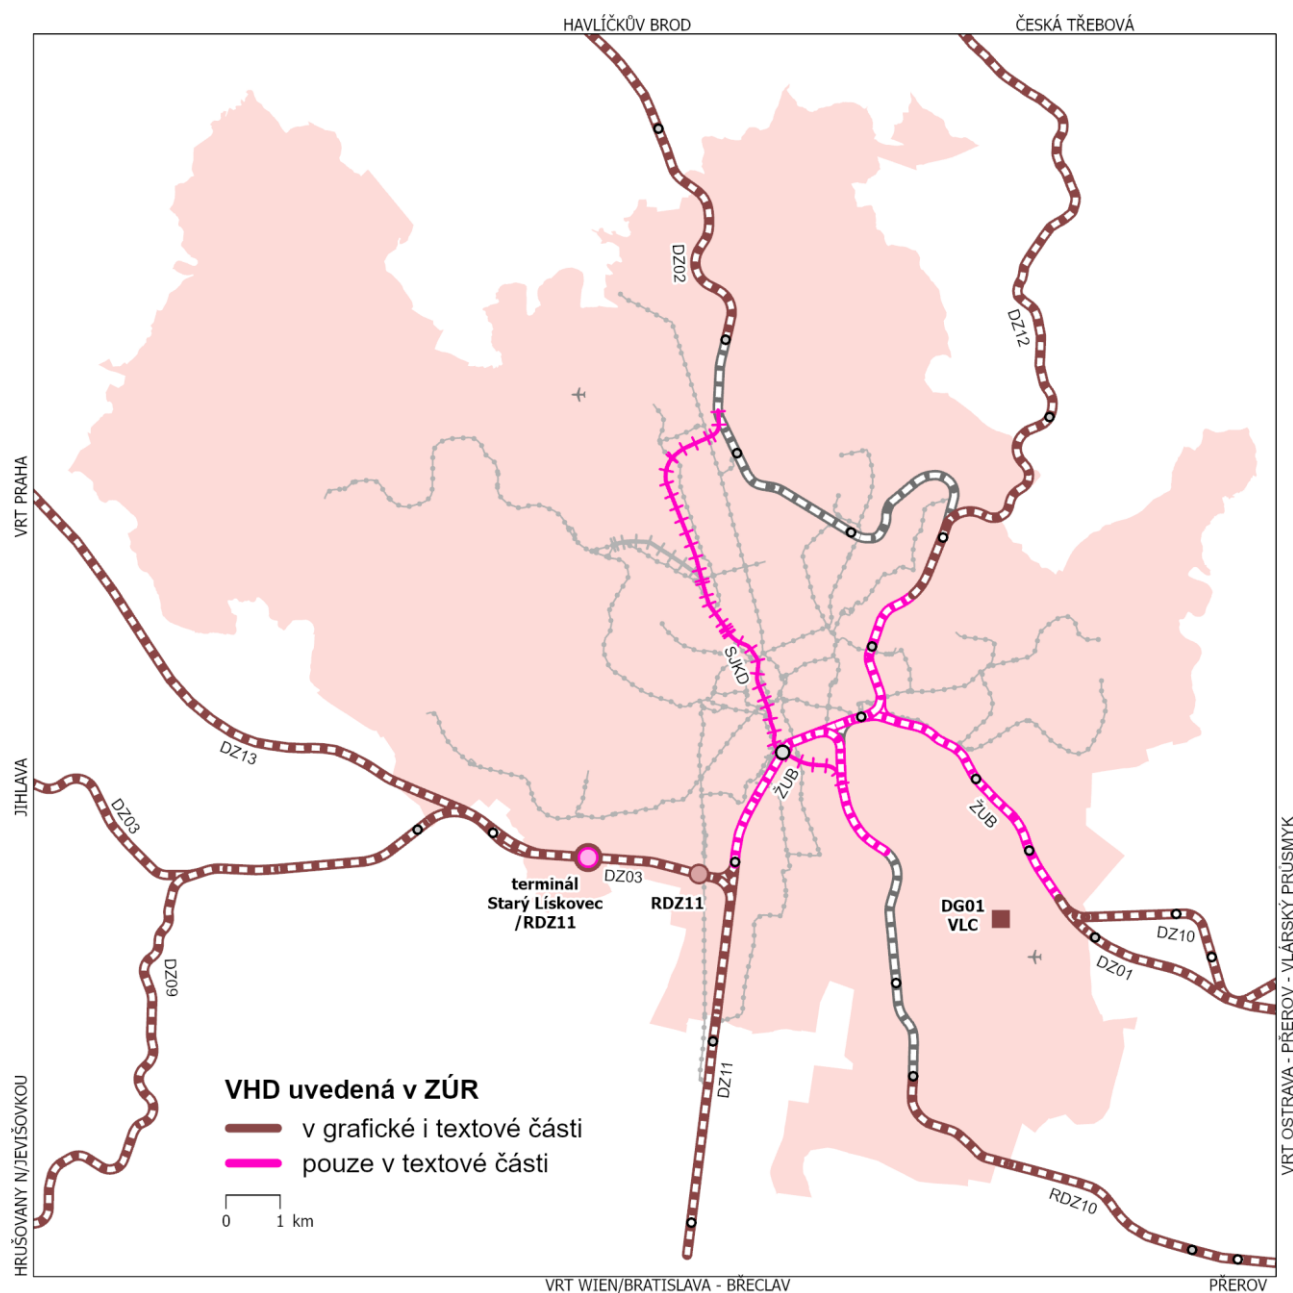 HAVLÍČKŮV BROD
ČESKÁ TŘEBOVÁ
DZ02
DZ12
VRT PRAHA
SJKD
DZ13
JIHLAVA
DZ03
ŽUB
ŽUB
terminál
Starý Lískovec
/RDZ11
DZ03
RDZ11
DG01
VLC
DZ10
DZ01
DZ09
VRT OSTRAVA - PŘEROV - VLÁRSKÝ PRŮSMYK
DZ11
HRUŠOVANY N/JEVIŠOVKOU
VHD uvedená v ZÚR
v grafické i textové části
pouze v textové části
0 1 km
RDZ10
VRT WIEN/BRATISLAVA - BŘECLAV
PŘEROV